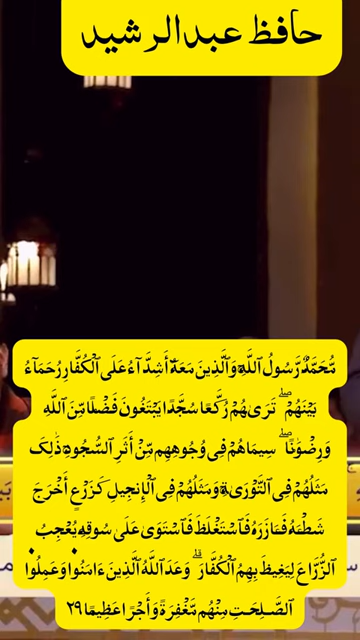 حافظ عبدالرشید
مُّحَمَّدٌ رَّسُولُ ٱللَّهِ وَٱلَّذِينَ مَعَهُۥٓ أَشِدَّآءُ عَلَى ٱلْكُفَّارِ رُحَمَآءُ
بَيْنَهُمْ ۖ تَرَىٰهُمْ رُكَّعًا سُجَّدًا يَبْتَغُونَ فَضْلًا مِّنَ ٱللَّهِ
وَرِضْوَٰنًا ۖ سِيمَاهُمْ فِى وُجُوهِهِم مِّنْ أَثَرِ ٱلسُّجُودِ ذَٰلِكَ
مَثَلُهُمْ فِى ٱلتَّوْرَىٰةِ وَمَثَلُهُمْ فِى ٱلْإِنجِيلِ كَزَرْعٍ أَخْرَجَ
شَطْـَٔهُۥ فَـَٔازَرَهُۥ فَٱسْتَغْلَظَ فَٱسْتَوَىٰ عَلَىٰ سُوقِهِۦ يُعْجِبُ
ٱلزُّرَّاعَ لِيَغِيظَ بِهِمُ ٱلْكُفَّارَ ۗ وَعَدَ ٱللَّهُ ٱلَّذِينَ ءَامَنُوا۟ وَعَمِلُوا۟
ٱلصَّـٰلِحَـٰتِ مِنْهُم مَّغْفِرَةً وَأَجْرًا عَظِيمًۢا ٢٩